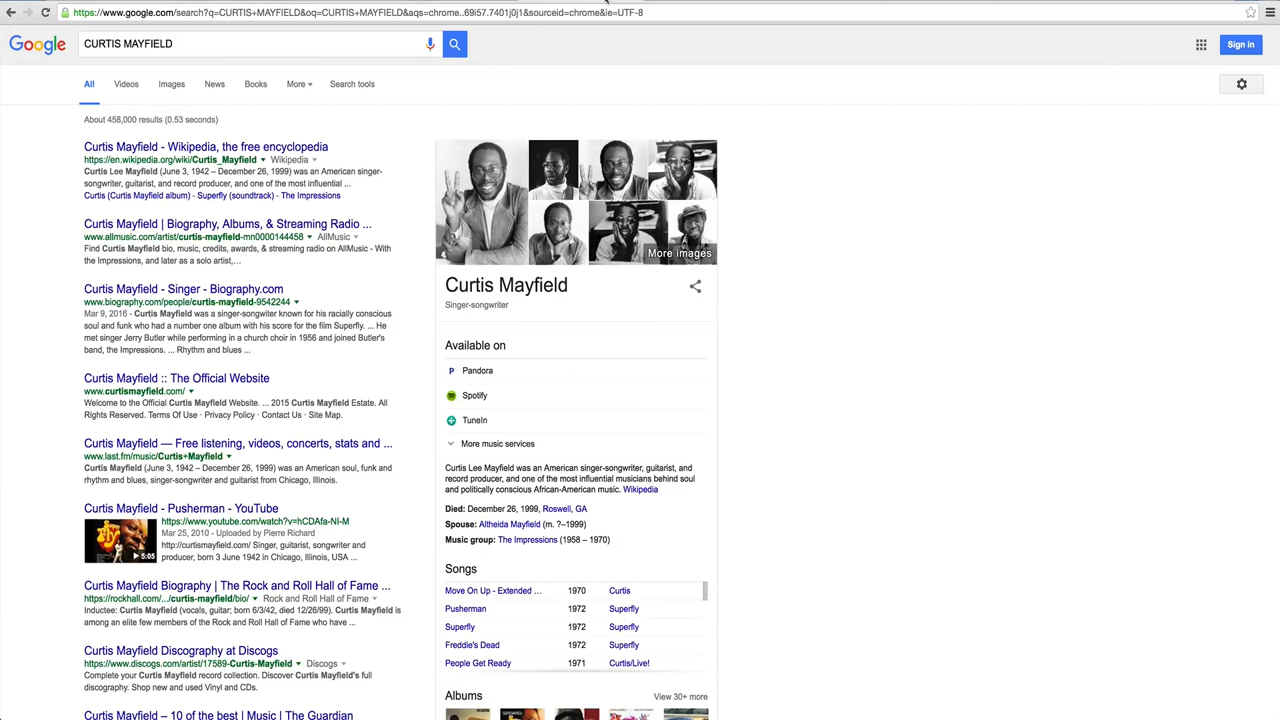 https://www.google.com/search?q=CURTIS+MAYFIELD&oq=CURTIS+MAYFIELD&aqs=chrome..69i57.7401j0j1&sourceid=chrome&ie=UTF-8
Google
CURTIS MAYFIELD
Sign in
All
Videos
Images
News
Books
More
Search tools
About 458,000 results (0.53 seconds)
Curtis Mayfield - Wikipedia, the free encyclopedia
https://en.wikipedia.org/wiki/Curtis_Mayfield Wikipedia
Curtis Lee Mayfield (June 3, 1942 – December 26, 1999) was an American singer-
songwriter, guitarist, and record producer, and one of the most influential ...
Curtis (Curtis Mayfield album) - Superfly (soundtrack) - The Impressions
Curtis Mayfield | Biography, Albums, & Streaming Radio ...
www.allmusic.com/artist/curtis-mayfield-mn0000144458 AllMusic
Find Curtis Mayfield bio, music, credits, awards, & streaming radio on AllMusic - With
the Impressions, and later as a solo artist,...
Curtis Mayfield - Singer - Biography.com
www.biography.com/people/curtis-mayfield-9542244
Mar 9, 2016 - Curtis Mayfield was a singer-songwriter known for his racially conscious
soul and funk who had a number one album with his score for the film Superfly. ... He
met singer Jerry Butler while performing in a church choir in 1956 and joined Butler's
band, the Impressions. ... Rhythm and blues ...
Curtis Mayfield :: The Official Website
www.curtismayfield.com/
Welcome to the Official Curtis Mayfield Website. ... 2015 Curtis Mayfield Estate. All
Rights Reserved. Terms Of Use · Privacy Policy · Contact Us · Site Map.
Curtis Mayfield — Free listening, videos, concerts, stats and ...
www.last.fm/music/Curtis+Mayfield
Curtis Mayfield (June 3, 1942 – December 26, 1999) was an American soul, funk and
rhythm and blues, singer-songwriter and guitarist from Chicago, Illinois.
Curtis Mayfield - Pusherman - YouTube
https://www.youtube.com/watch?v=hCDAfa-NI-M
Mar 25, 2010 - Uploaded by Pierre Richard
http://curtismayfield.com/ Singer, guitarist, songwriter and
producer, born 3 June 1942 in Chicago, Illinois, USA ...
5:05
Curtis Mayfield Biography | The Rock and Roll Hall of Fame ...
https://rockhall.com/.../curtis-mayfield/bio/ Rock and Roll Hall of Fame
Inductee: Curtis Mayfield (vocals, guitar; born 6/3/42, died 12/26/99). Curtis Mayfield is
among an elite few members of the Rock and Roll Hall of Fame who have ...
Curtis Mayfield Discography at Discogs
https://www.discogs.com/artist/17589-Curtis-Mayfield Discogs
Complete your Curtis Mayfield record collection. Discover Curtis Mayfield's full
discography. Shop new and used Vinyl and CDs.
Curtis Mayfield – 10 of the best | Music | The Guardian
More images
Curtis Mayfield
Singer-songwriter
Available on
P Pandora
Spotify
TuneIn
More music services
Curtis Lee Mayfield was an American singer-songwriter, guitarist, and
record producer, and one of the most influential musicians behind soul
and politically conscious African-American music. Wikipedia
Died: December 26, 1999, Roswell, GA
Spouse: Altheida Mayfield (m. ?–1999)
Music group: The Impressions (1958 – 1970)
Songs
Move On Up - Extended ... 1970 Curtis
Pusherman 1972 Superfly
Superfly 1972 Superfly
Freddie's Dead 1972 Superfly
People Get Ready 1971 Curtis/Live!
Albums View 30+ more